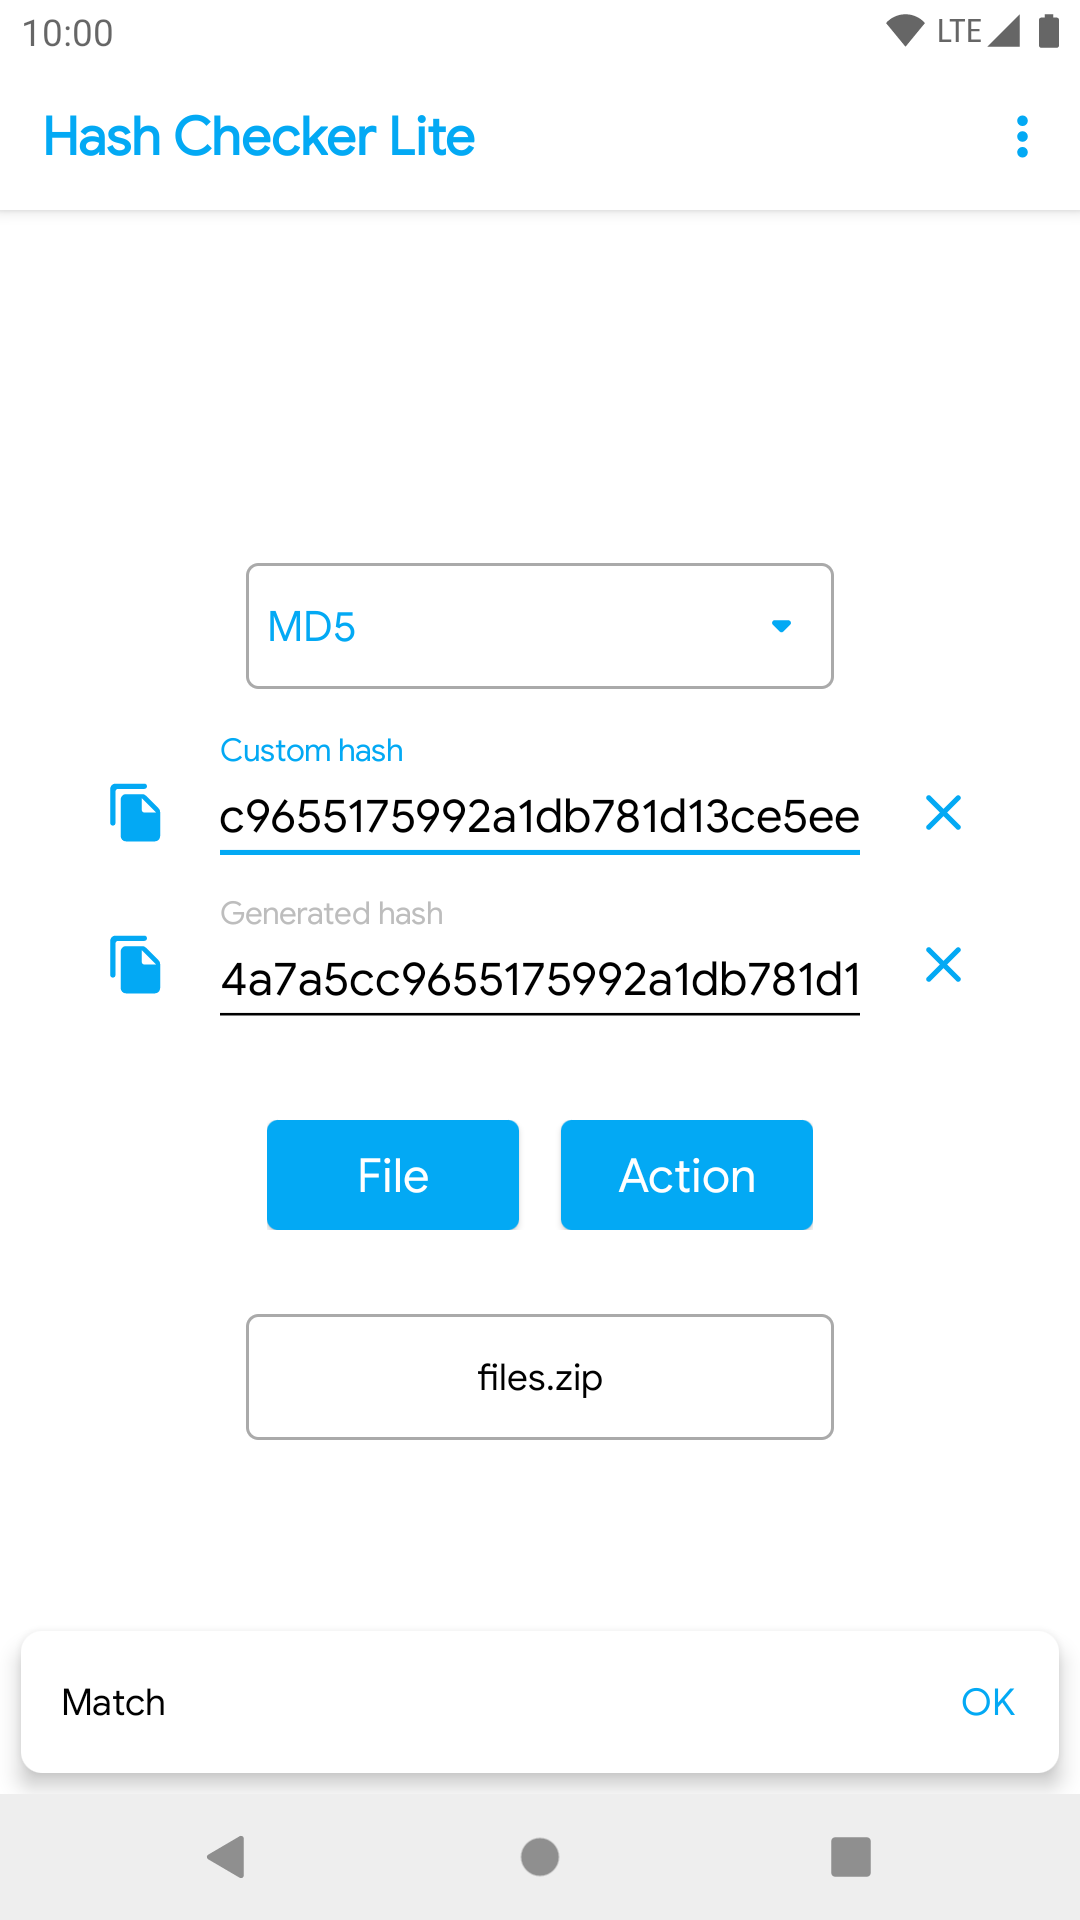 10:00 LTE
Hash Checker Lite
MD5
Custom hash
c9655175992a1db781d13ce5ee
Generated hash
4a7a5cc9655175992a1db781d1
File Action
files.zip
Match OK